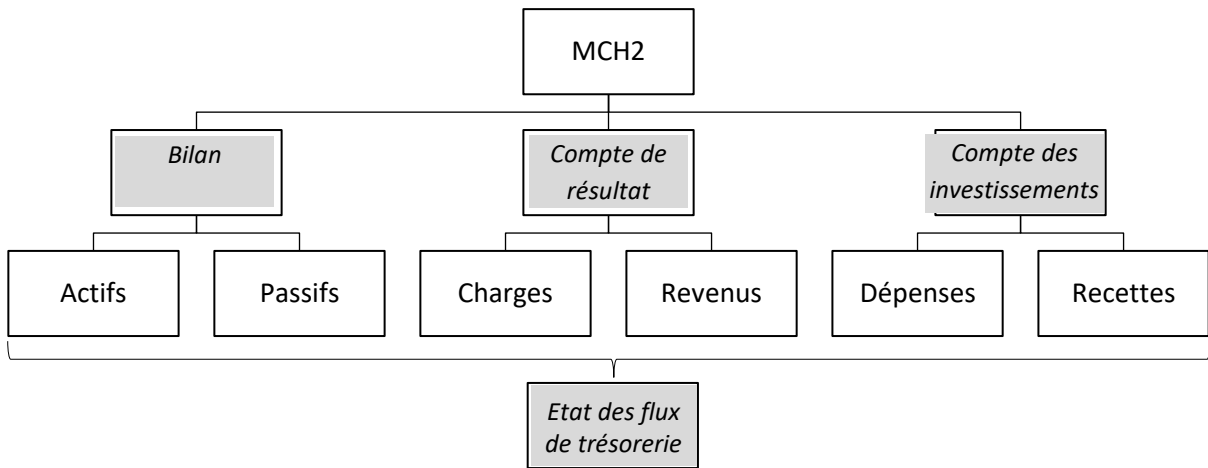 MCH2
Bilan
Compte de
résultat
Compte des
investissements
Actifs
Passifs
Charges
Revenus
Dépenses
Recettes
Etat des flux
de trésorerie